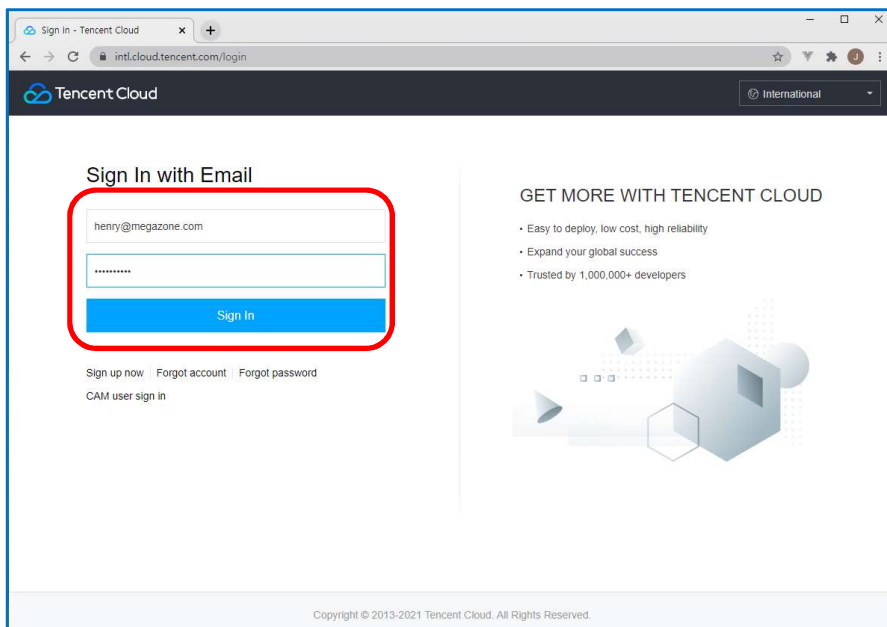 Sign In - Tencent Cloud
intl.cloud.tencent.com/login
J
Tencent Cloud
International
Sign In with Email
henry@megazone.com
••••••••••
Sign In
Sign up now Forgot account Forgot password
CAM user sign in
GET MORE WITH TENCENT CLOUD
• Easy to deploy, low cost, high reliability
• Expand your global success
• Trusted by 1,000,000+ developers
Copyright © 2013-2021 Tencent Cloud. All Rights Reserved.